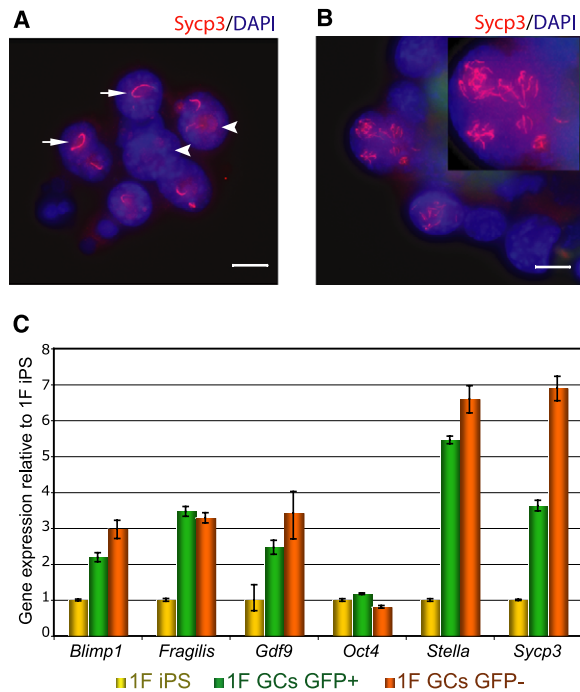 A
Sycp3/DAPI
B
Sycp3/DAPI
C
Gene expression relative to 1F iPS
8
7
6
5
4
3
2
1
0
Blimp1 Fragilis Gdf9 Oct4 Stella Sycp3
1F iPS 1F GCs GFP+ 1F GCs GFP-